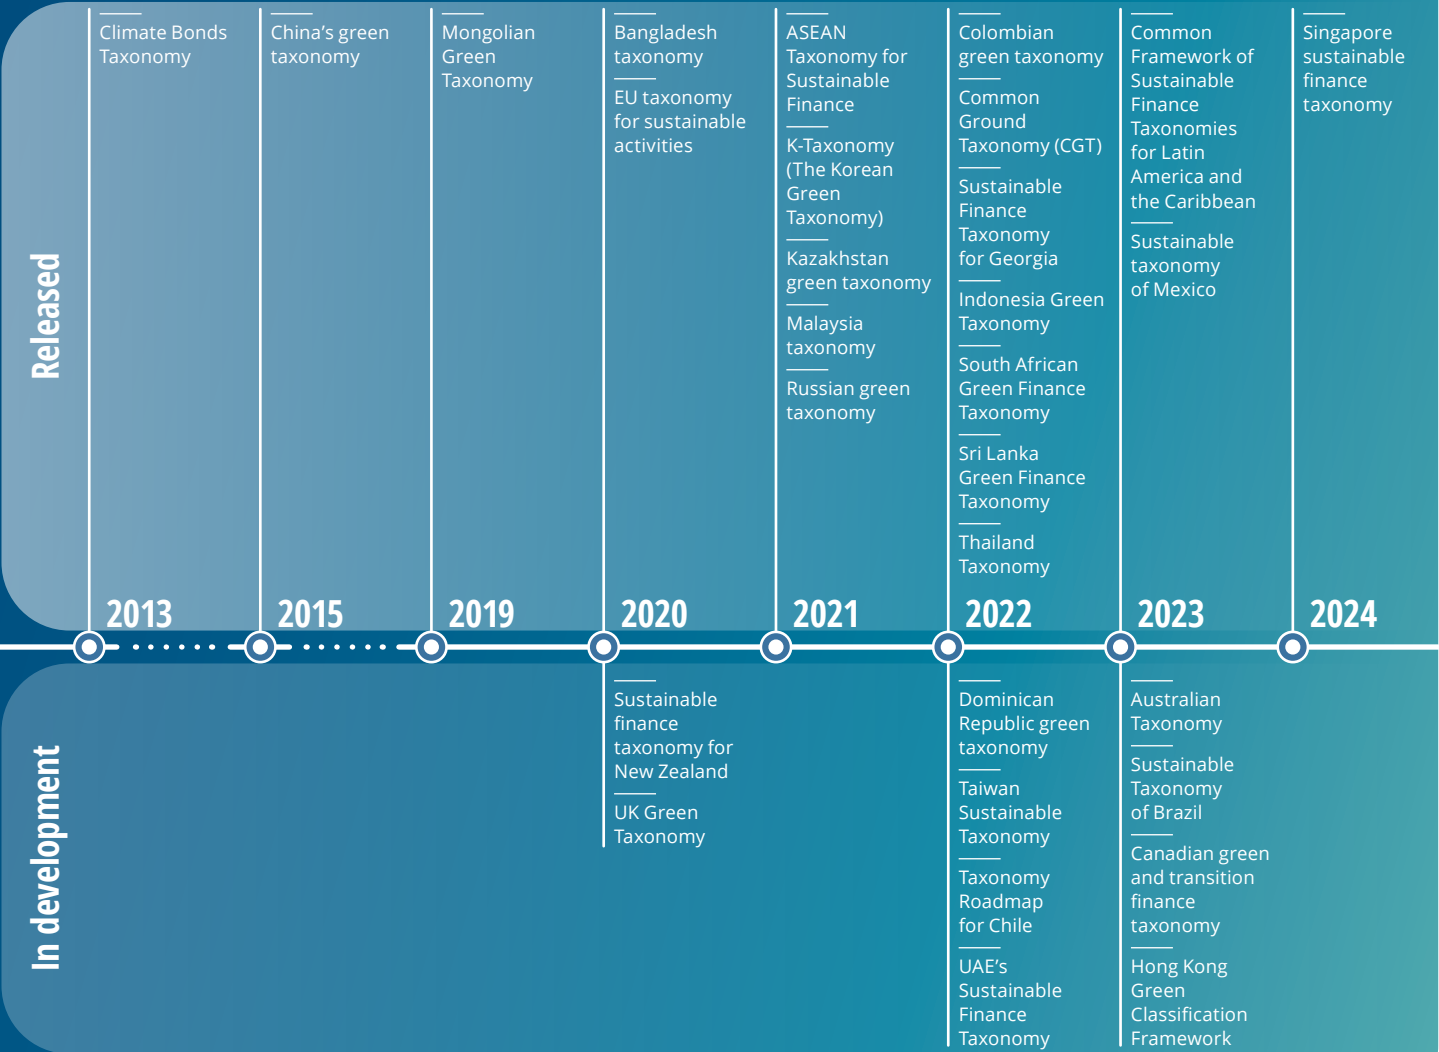 Released
Climate Bonds
Taxonomy
China’s green
taxonomy
Mongolian
Green
Taxonomy
Bangladesh
taxonomy
EU taxonomy
for sustainable
activities
ASEAN
Taxonomy for
Sustainable
Finance
K-Taxonomy
(The Korean
Green
Taxonomy)
Kazakhstan
green taxonomy
Malaysia
taxonomy
Russian green
taxonomy
Colombian
green taxonomy
Common
Ground
Taxonomy (CGT)
Sustainable
Finance
Taxonomy
for Georgia
Indonesia Green
Taxonomy
South African
Green Finance
Taxonomy
Sri Lanka
Green Finance
Taxonomy
Thailand
Taxonomy
Common
Framework of
Sustainable
Finance
Taxonomies
for Latin
America and
the Caribbean
Sustainable
taxonomy
of Mexico
Singapore
sustainable
finance
taxonomy
2013
2015
2019
2020
2021
2022
2023
2024
In development
Sustainable
finance
taxonomy for
New Zealand
UK Green
Taxonomy
Dominican
Republic green
taxonomy
Taiwan
Sustainable
Taxonomy
Taxonomy
Roadmap
for Chile
UAE’s
Sustainable
Finance
Taxonomy
Australian
Taxonomy
Sustainable
Taxonomy
of Brazil
Canadian green
and transition
finance
taxonomy
Hong Kong
Green
Classification
Framework